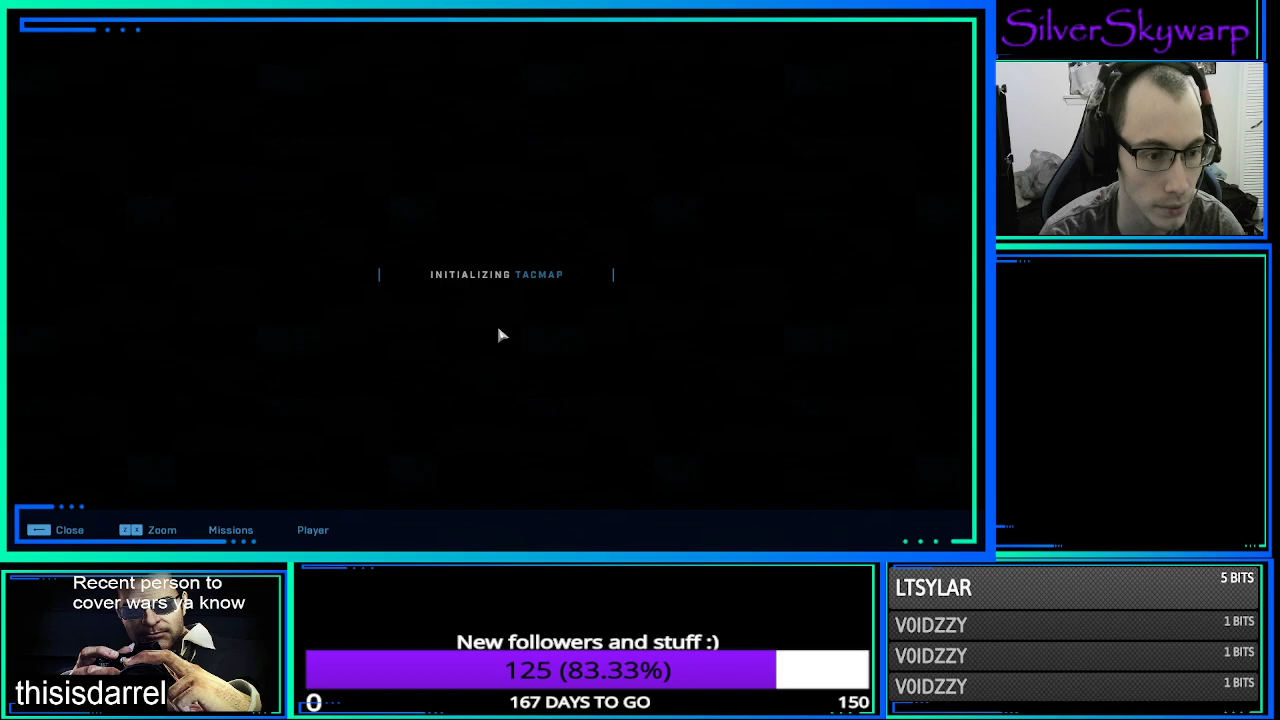 SilverSkywarp
INITIALIZING TACMAP
Close
Z X Zoom
Missions
Player
Recent person to
cover wars ya know
thisisdarrel
New followers and stuff :)
125 (83.33%)
0
167 DAYS TO GO
150
LTSYLAR 5 BITS
V0IDZZY 1 BITS
V0IDZZY 1 BITS
V0IDZZY 1 BITS